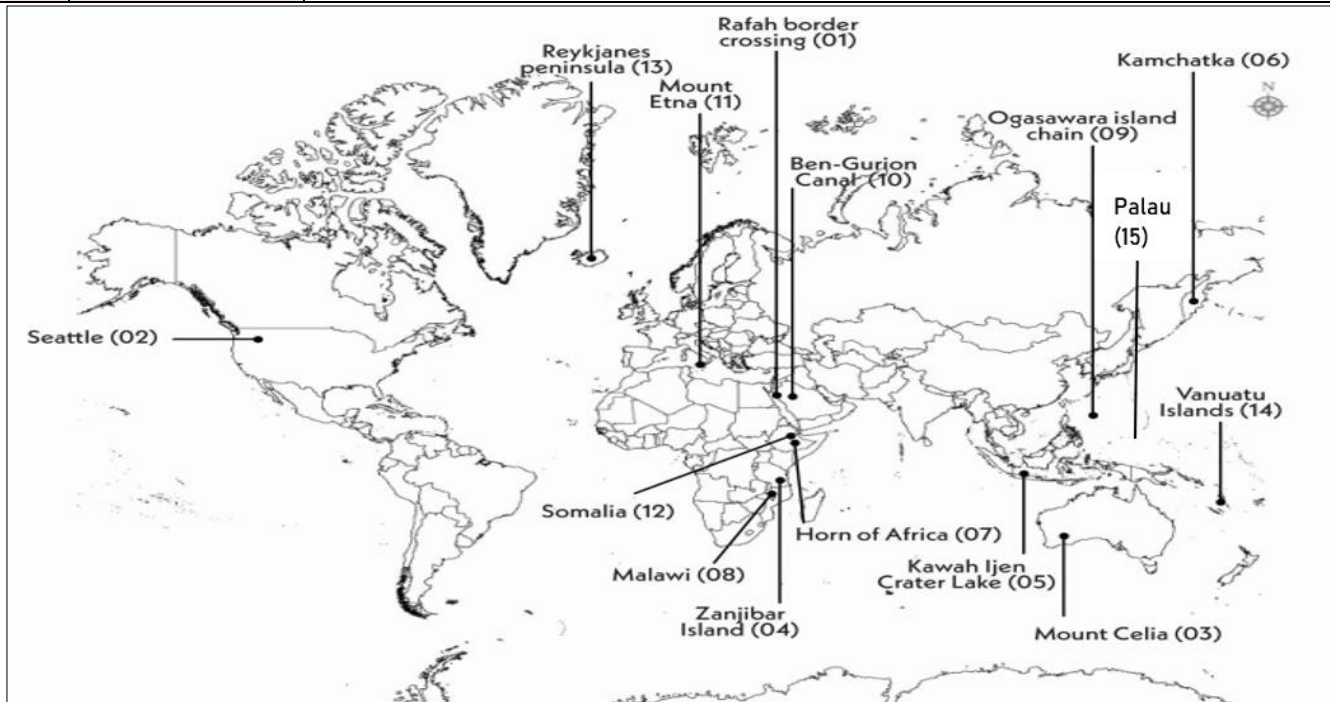 Rafah border
crossing (01)
Reykjanes
peninsula (13)
Mount
Etna (11)
Kamchatka (06)
N
Ogasawara island
chain (09)
Ben-Gurion
Canal (10)
Palau
(15)
Seattle (02)
Vanuatu
Islands (14)
Somalia (12)
Horn of Africa (07)
Malawi (08)
Kawah Ijen
Crater Lake (05)
Zanjibar
Island (04)
Mount Celia (03)